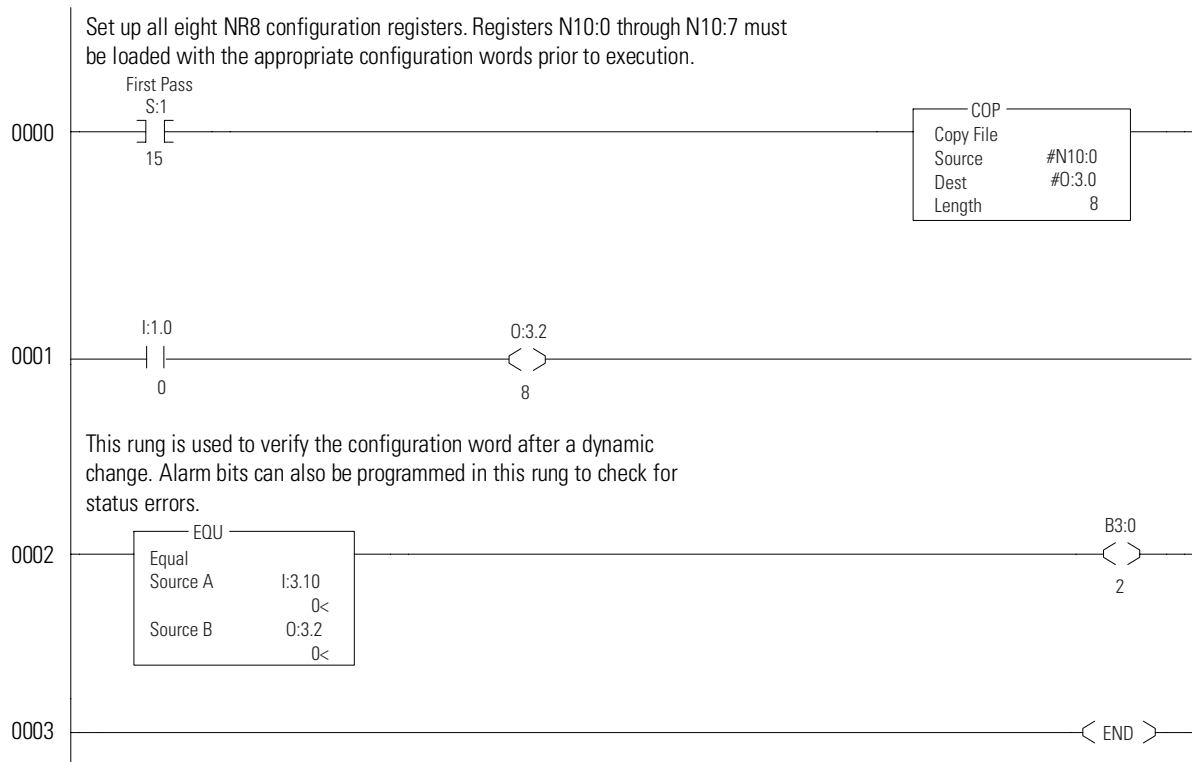 Set up all eight NR8 configuration registers. Registers N10:0 through N10:7 must
be loaded with the appropriate configuration words prior to execution.
First Pass
S:1
0000
15
COP
Copy File
Source #N10:0
Dest #O:3.0
Length 8
I:1.0
O:3.2
0001
0
8
This rung is used to verify the configuration word after a dynamic
change. Alarm bits can also be programmed in this rung to check for
status errors.
EQU
B3:0
0002
Equal
Source A I:3.10
0<
Source B O:3.2
0<
2
0003
END